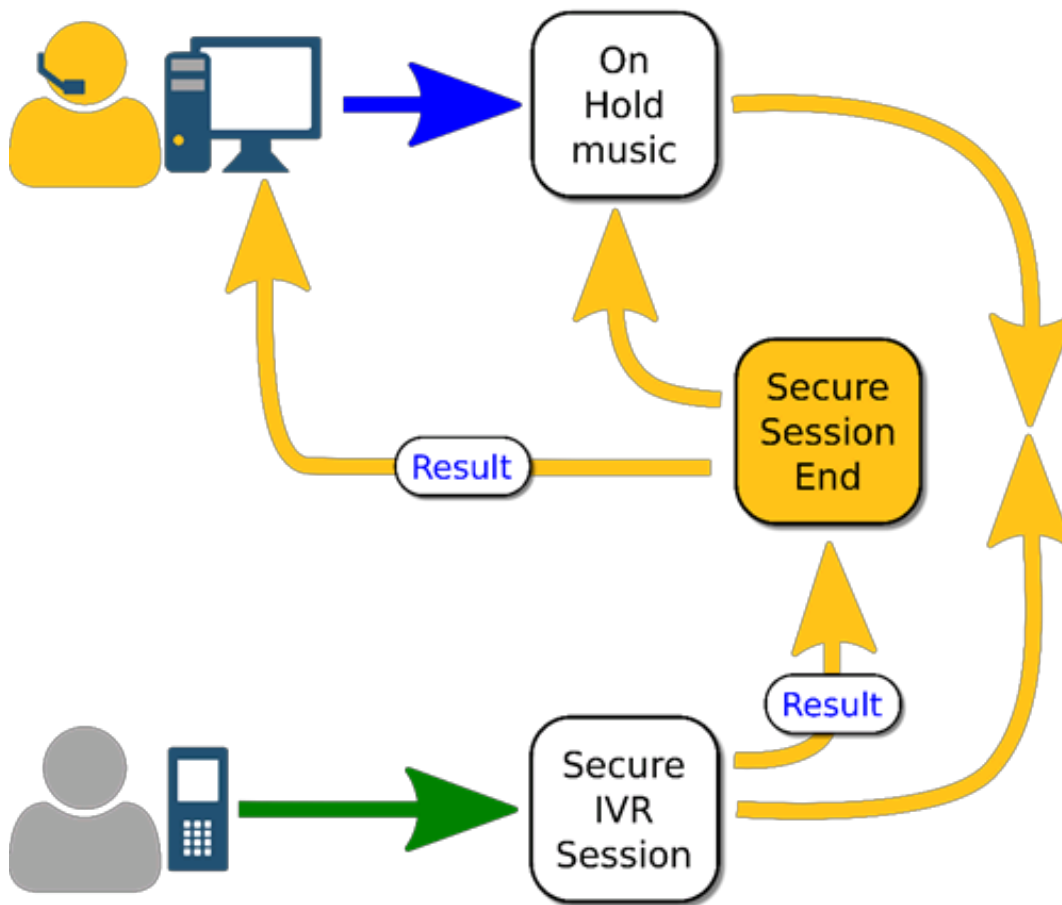 On
Hold
music
Secure
Session
End
Result
Result
Secure
IVR
Session